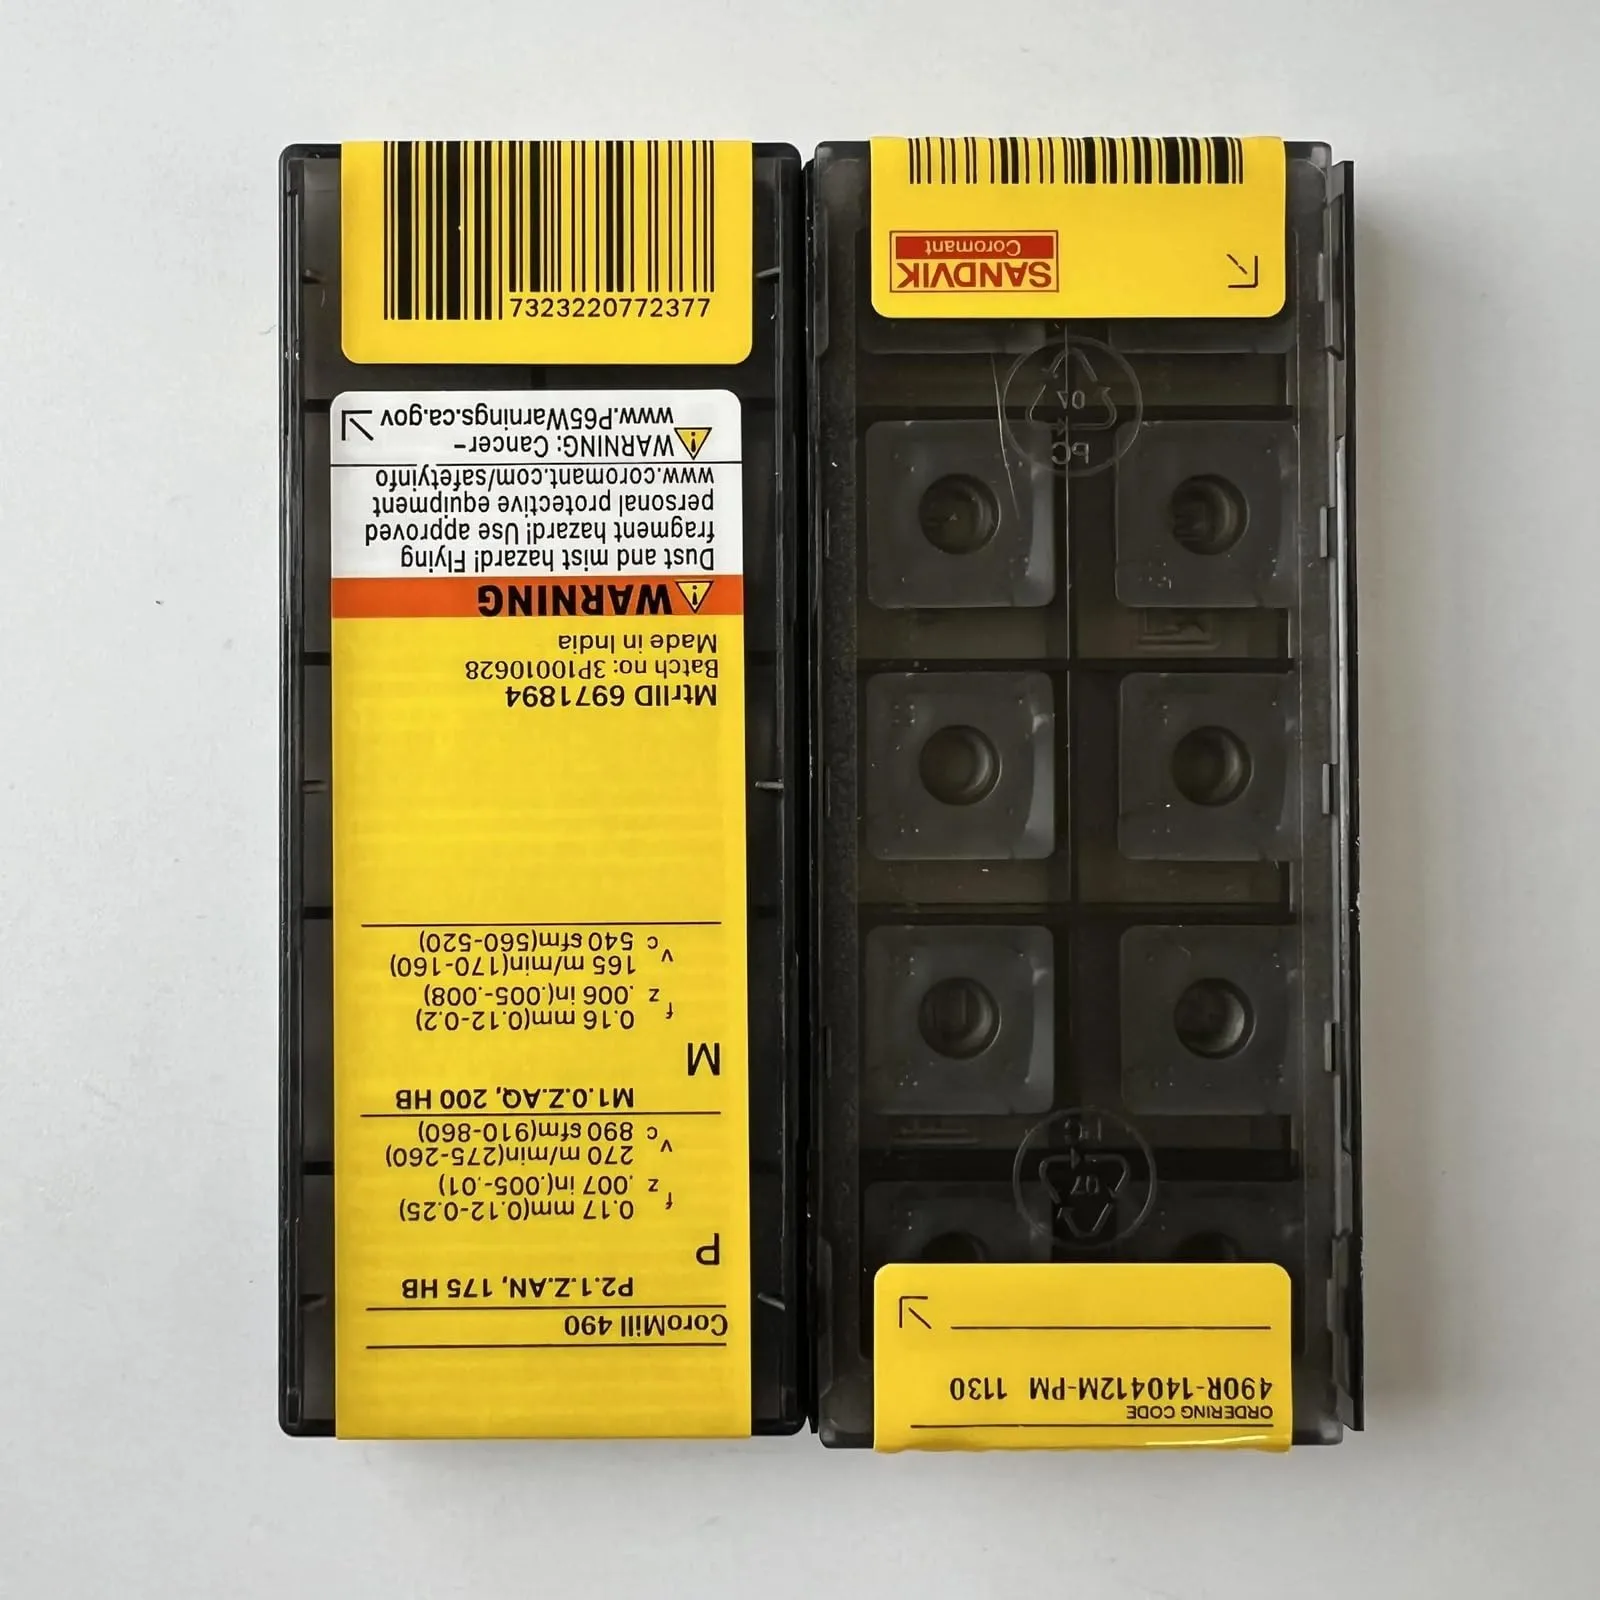 CoroMill 490
P2.1.Z.AN, 175 HB
P
f z 0.17 mm(0.12-0.25)
.007 in(.005-.01)
v c 270 m/min(275-260)
890 sfm(910-860)
M1.0.Z.AQ, 200 HB
M
f z 0.16 mm(0.12-0.2)
.006 in(.005-.008)
v c 165 m/min(170-160)
540 sfm(560-520)
MtrlID 6971894
Batch no: 3P10010628
Made in India
WARNING
Dust and mist hazard! Flying
fragment hazard! Use approved
personal protective equipment
www.coromant.com/safetyinfo
WARNING: Cancer-
www.P65Warnings.ca.gov
7323220772377
ORDERING CODE
490R-140412M-PM 1130
PC
07
07
PC
SANDVIK
Coromant